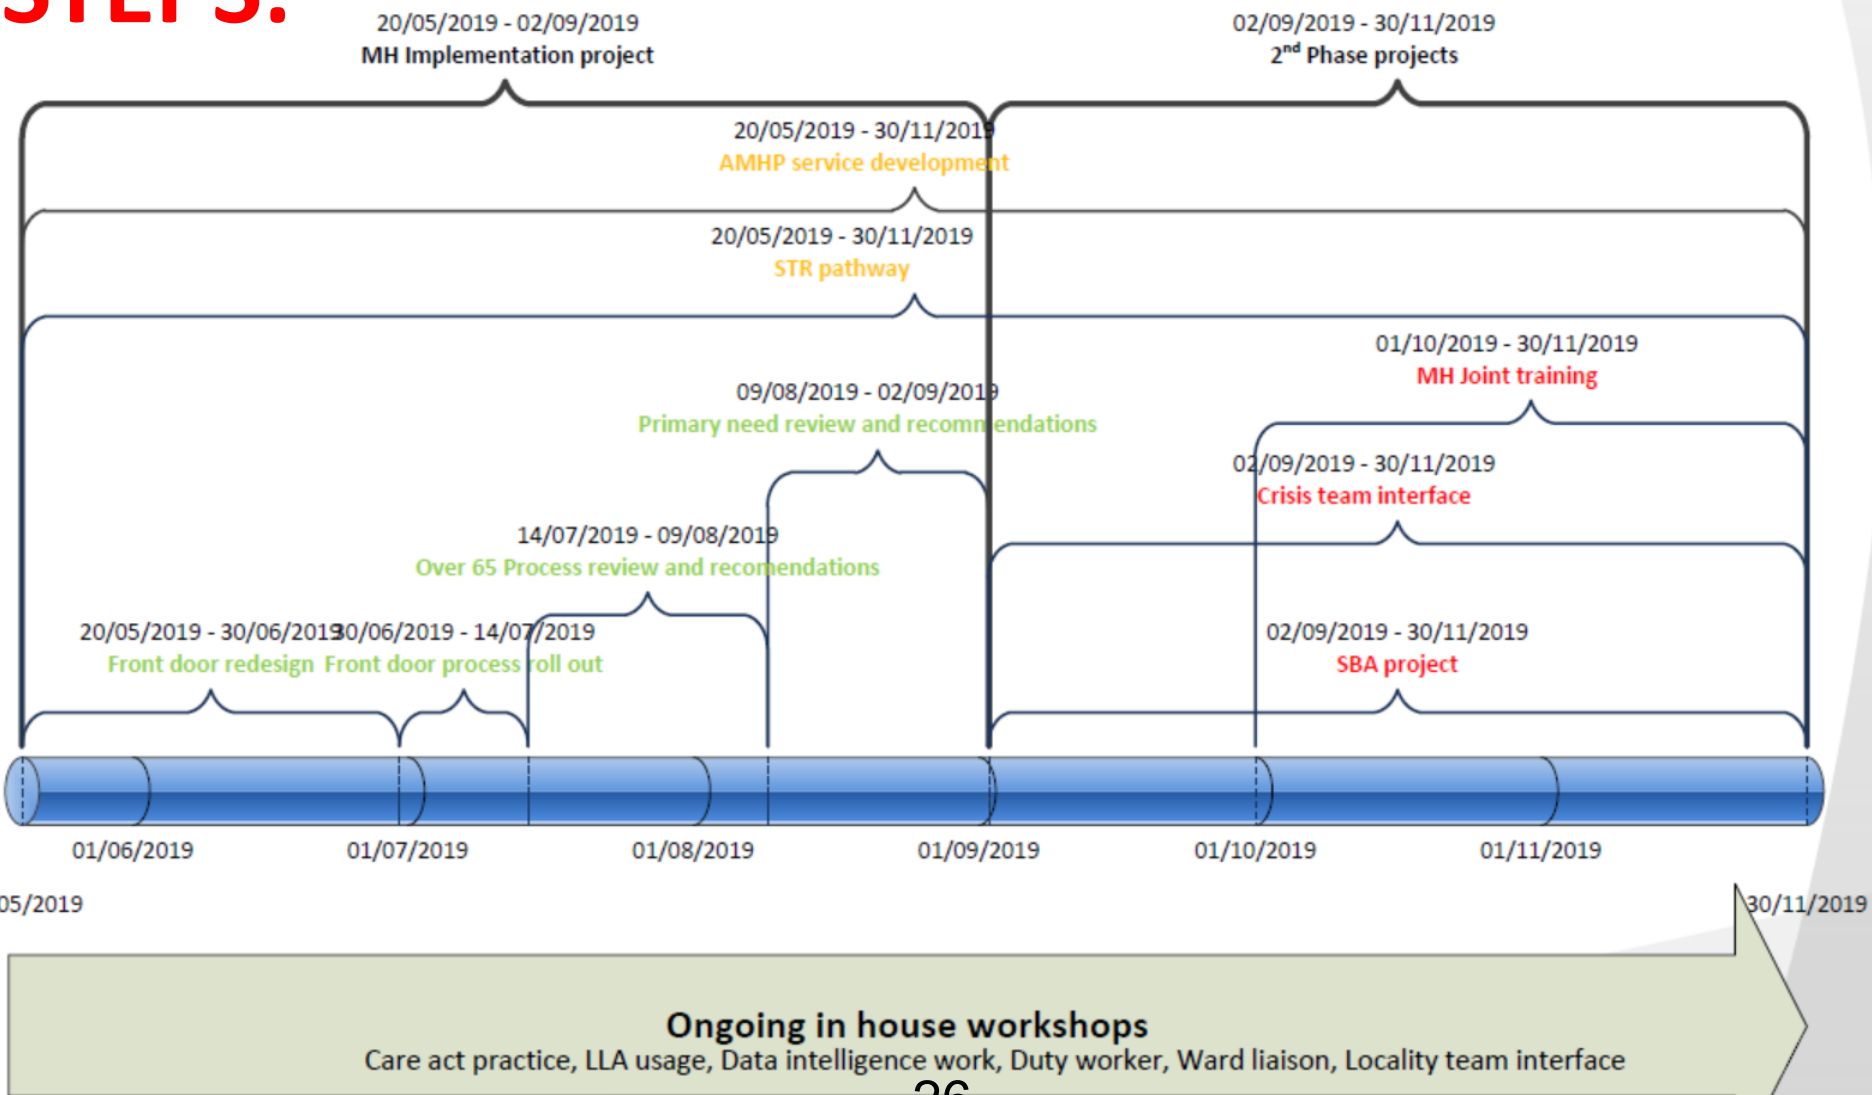 STEPS:
20/05/2019 - 02/09/2019
MH Implementation project
02/09/2019 - 30/11/2019
2nd Phase projects
20/05/2019 - 30/11/2019
AMHP service development
20/05/2019 - 30/11/2019
STR pathway
01/10/2019 - 30/11/2019
MH Joint training
09/08/2019 - 02/09/2019
Primary need review and recommendations
02/09/2019 - 30/11/2019
Crisis team interface
14/07/2019 - 09/08/2019
Over 65 Process review and recomendations
20/05/2019 - 30/06/2019
Front door redesign
30/06/2019 - 14/07/2019
Front door process roll out
02/09/2019 - 30/11/2019
SBA project
01/06/2019
01/07/2019
01/08/2019
01/09/2019
01/10/2019
01/11/2019
05/2019
30/11/2019
Ongoing in house workshops
Care act practice, LLA usage, Data intelligence work, Duty worker, Ward liaison, Locality team interface
26